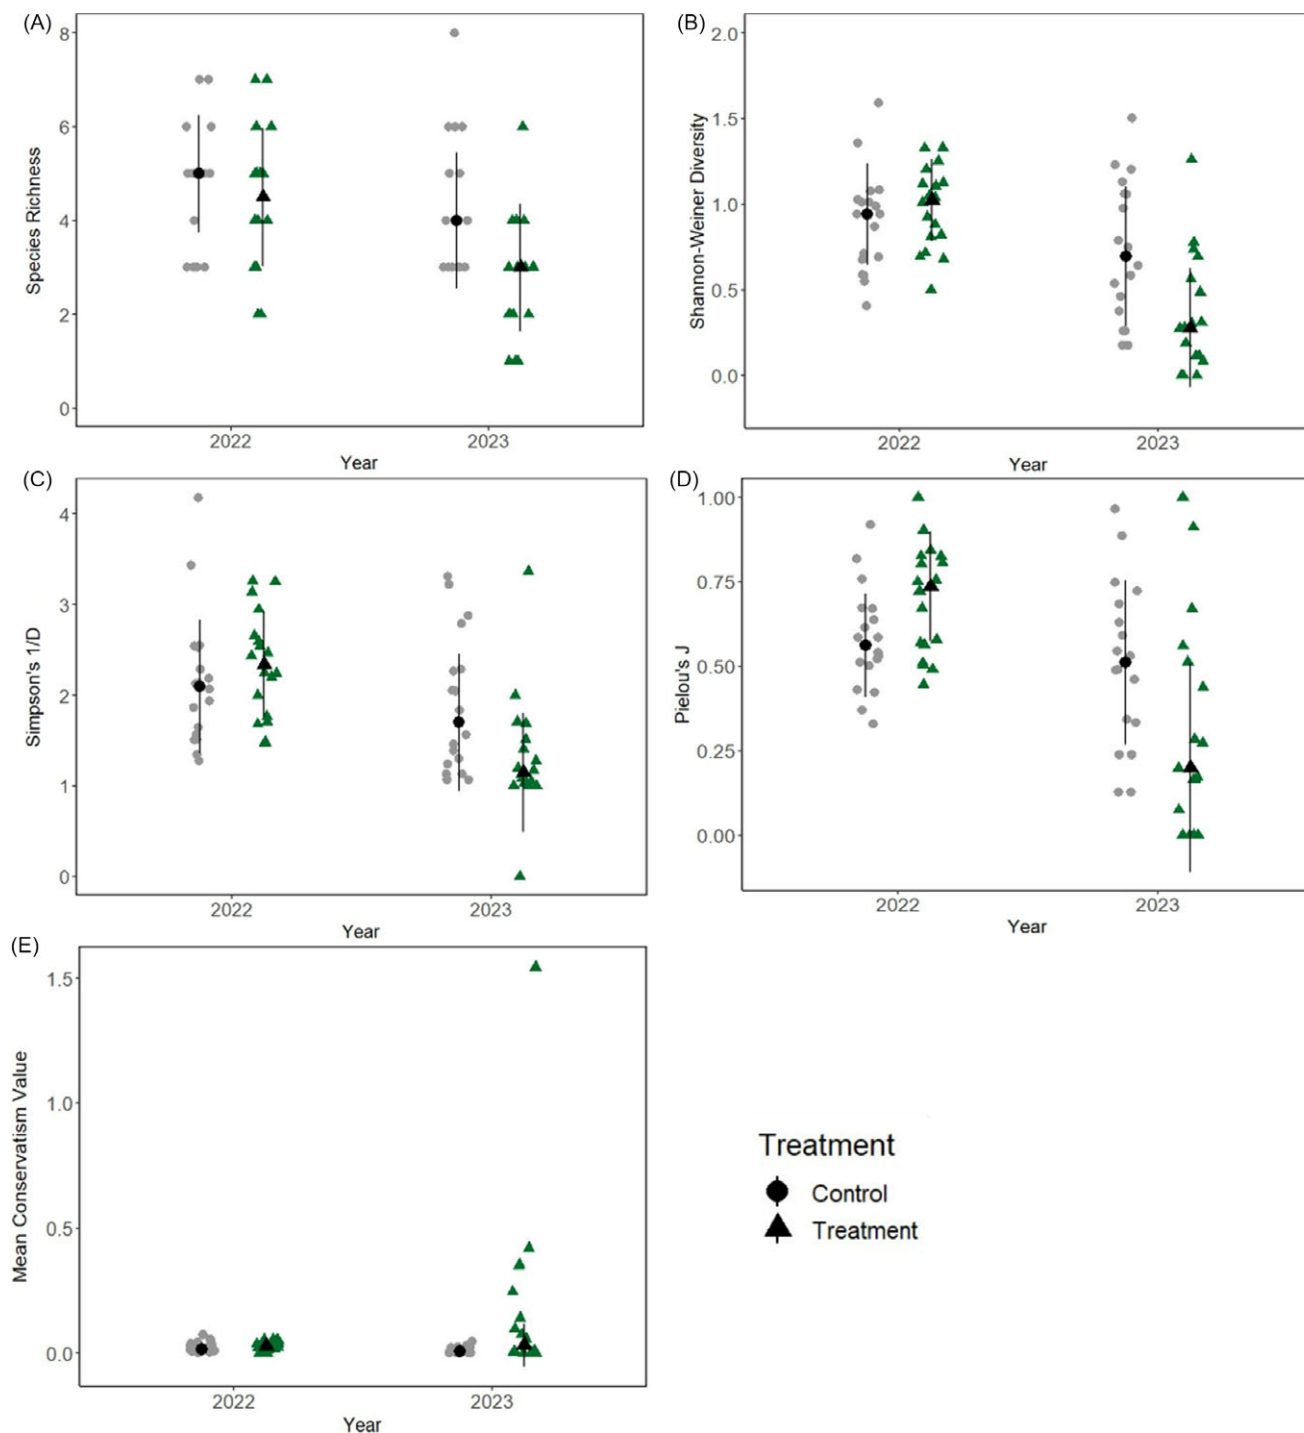 (A)
8
6
4
2
0
Species Richness
2022
2023
Year
(B)
2.0
1.5
1.0
0.5
0.0
Shannon-Weiner Diversity
2022
2023
Year
(C)
4
3
2
1
0
Simpson's 1/D
2022
2023
Year
(D)
1.00
0.75
0.50
0.25
0.00
Pielou's J
2022
2023
Year
(E)
1.5
1.0
0.5
0.0
Mean Conservatism Value
2022
2023
Year
Treatment
Control
Treatment